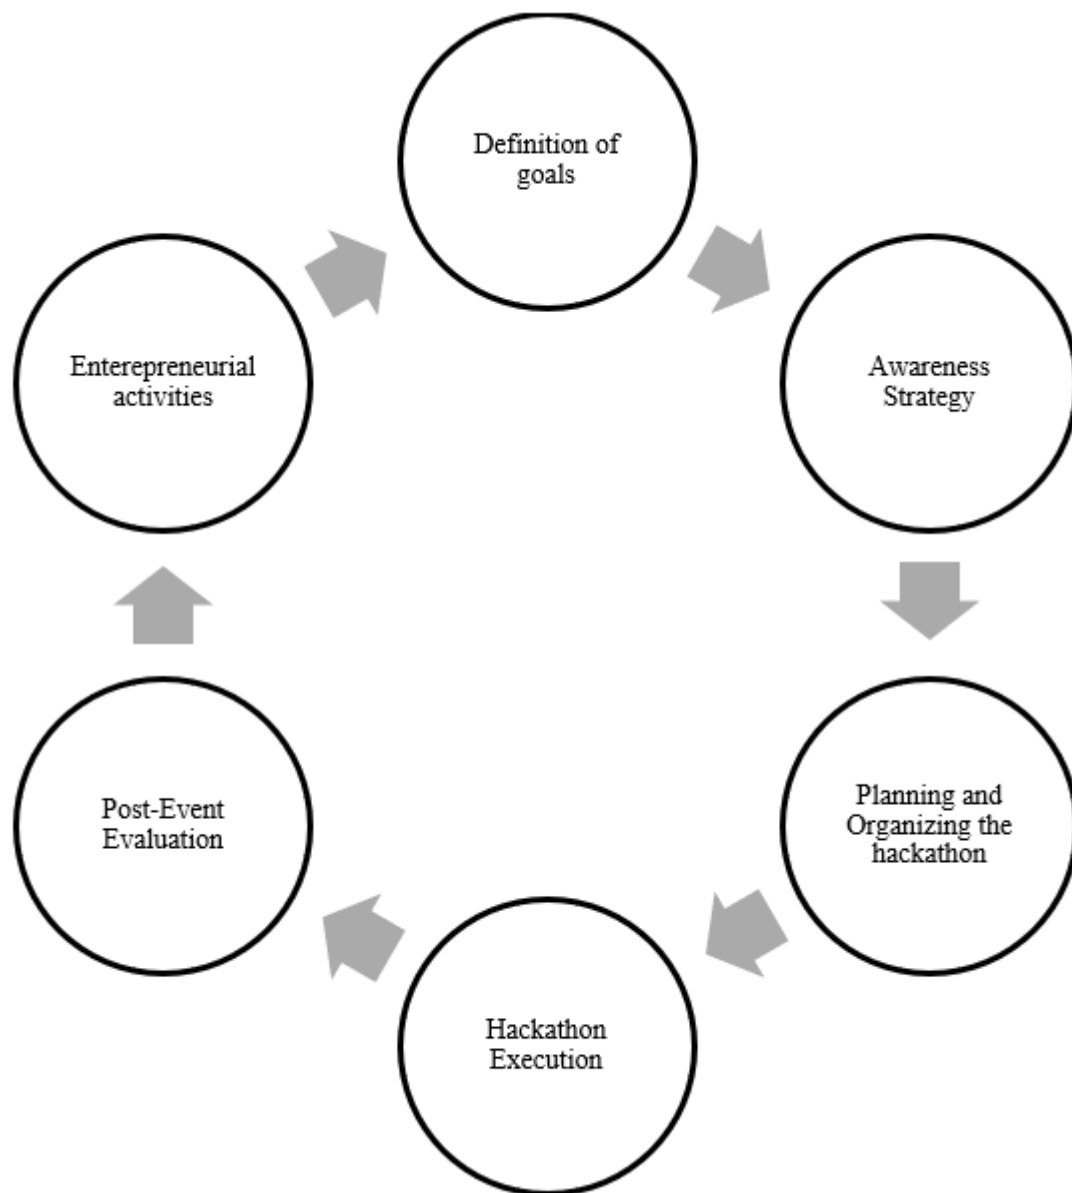 Definition of
goals
Awareness
Strategy
Planning and
Organizing the
hackathon
Hackathon
Execution
Post-Event
Evaluation
Enterepreneurial
activities